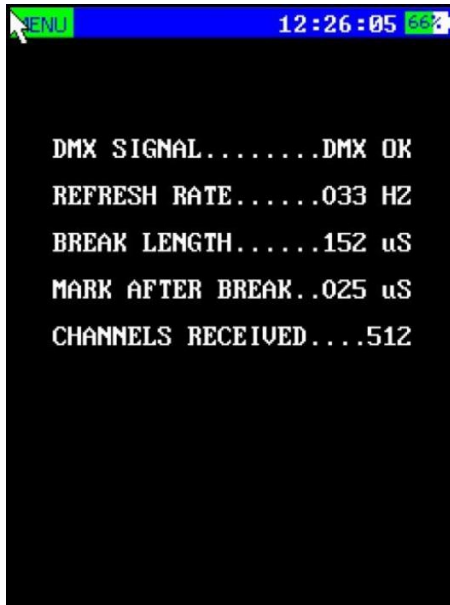 MENU 12:26:05 66%
DMX SIGNAL........DMX OK
REFRESH RATE......033 HZ
BREAK LENGTH......152 uS
MARK AFTER BREAK..025 uS
CHANNELS RECEIVED....512